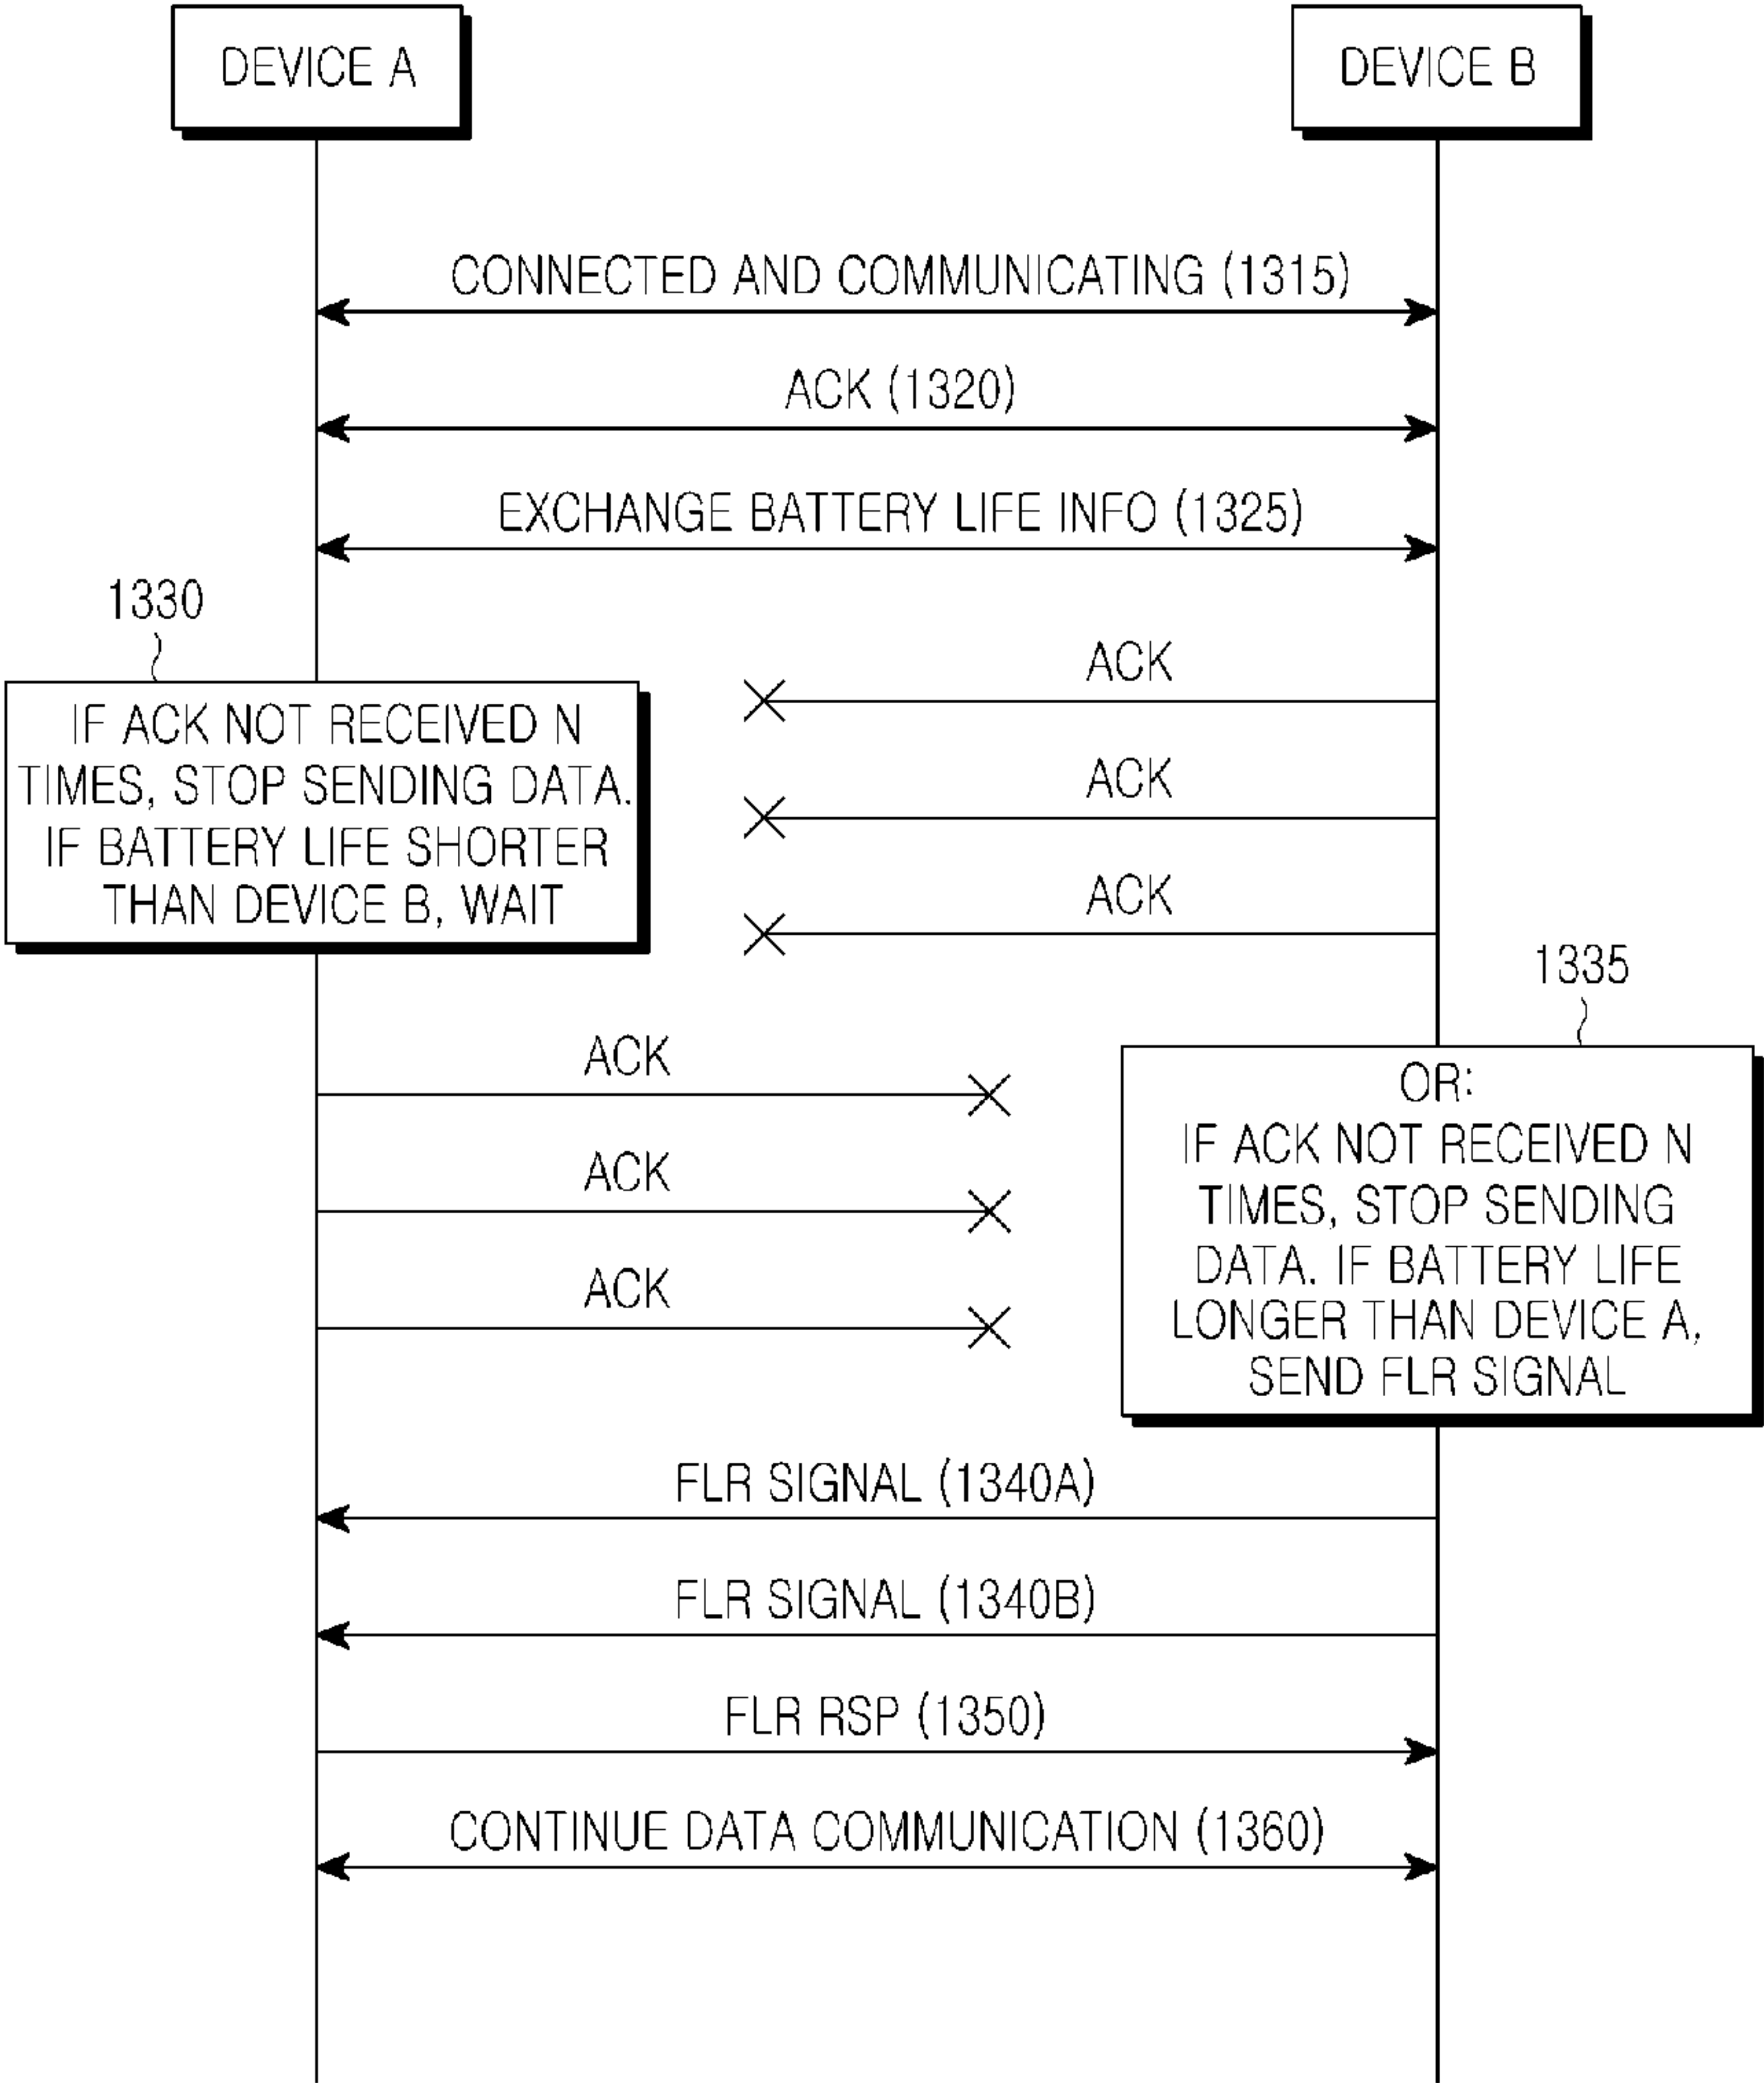 DEVICE A
DEVICE B
CONNECTED AND COMMUNICATING (1315)
ACK (1320)
EXCHANGE BATTERY LIFE INFO (1325)
1330
IF ACK NOT RECEIVED N
TIMES, STOP SENDING DATA.
IF BATTERY LIFE SHORTER
THAN DEVICE B, WAIT
ACK
ACK
ACK
1335
OR:
IF ACK NOT RECEIVED N
TIMES, STOP SENDING
DATA. IF BATTERY LIFE
LONGER THAN DEVICE A,
SEND FLR SIGNAL
ACK
ACK
ACK
FLR SIGNAL (1340A)
FLR SIGNAL (1340B)
FLR RSP (1350)
CONTINUE DATA COMMUNICATION (1360)